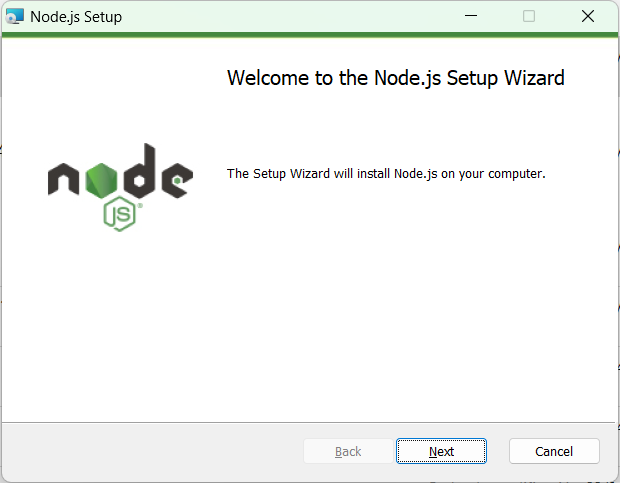 Node.js Setup
Welcome to the Node.js Setup Wizard
node
JS®
The Setup Wizard will install Node.js on your computer.
Back
Next
Cancel